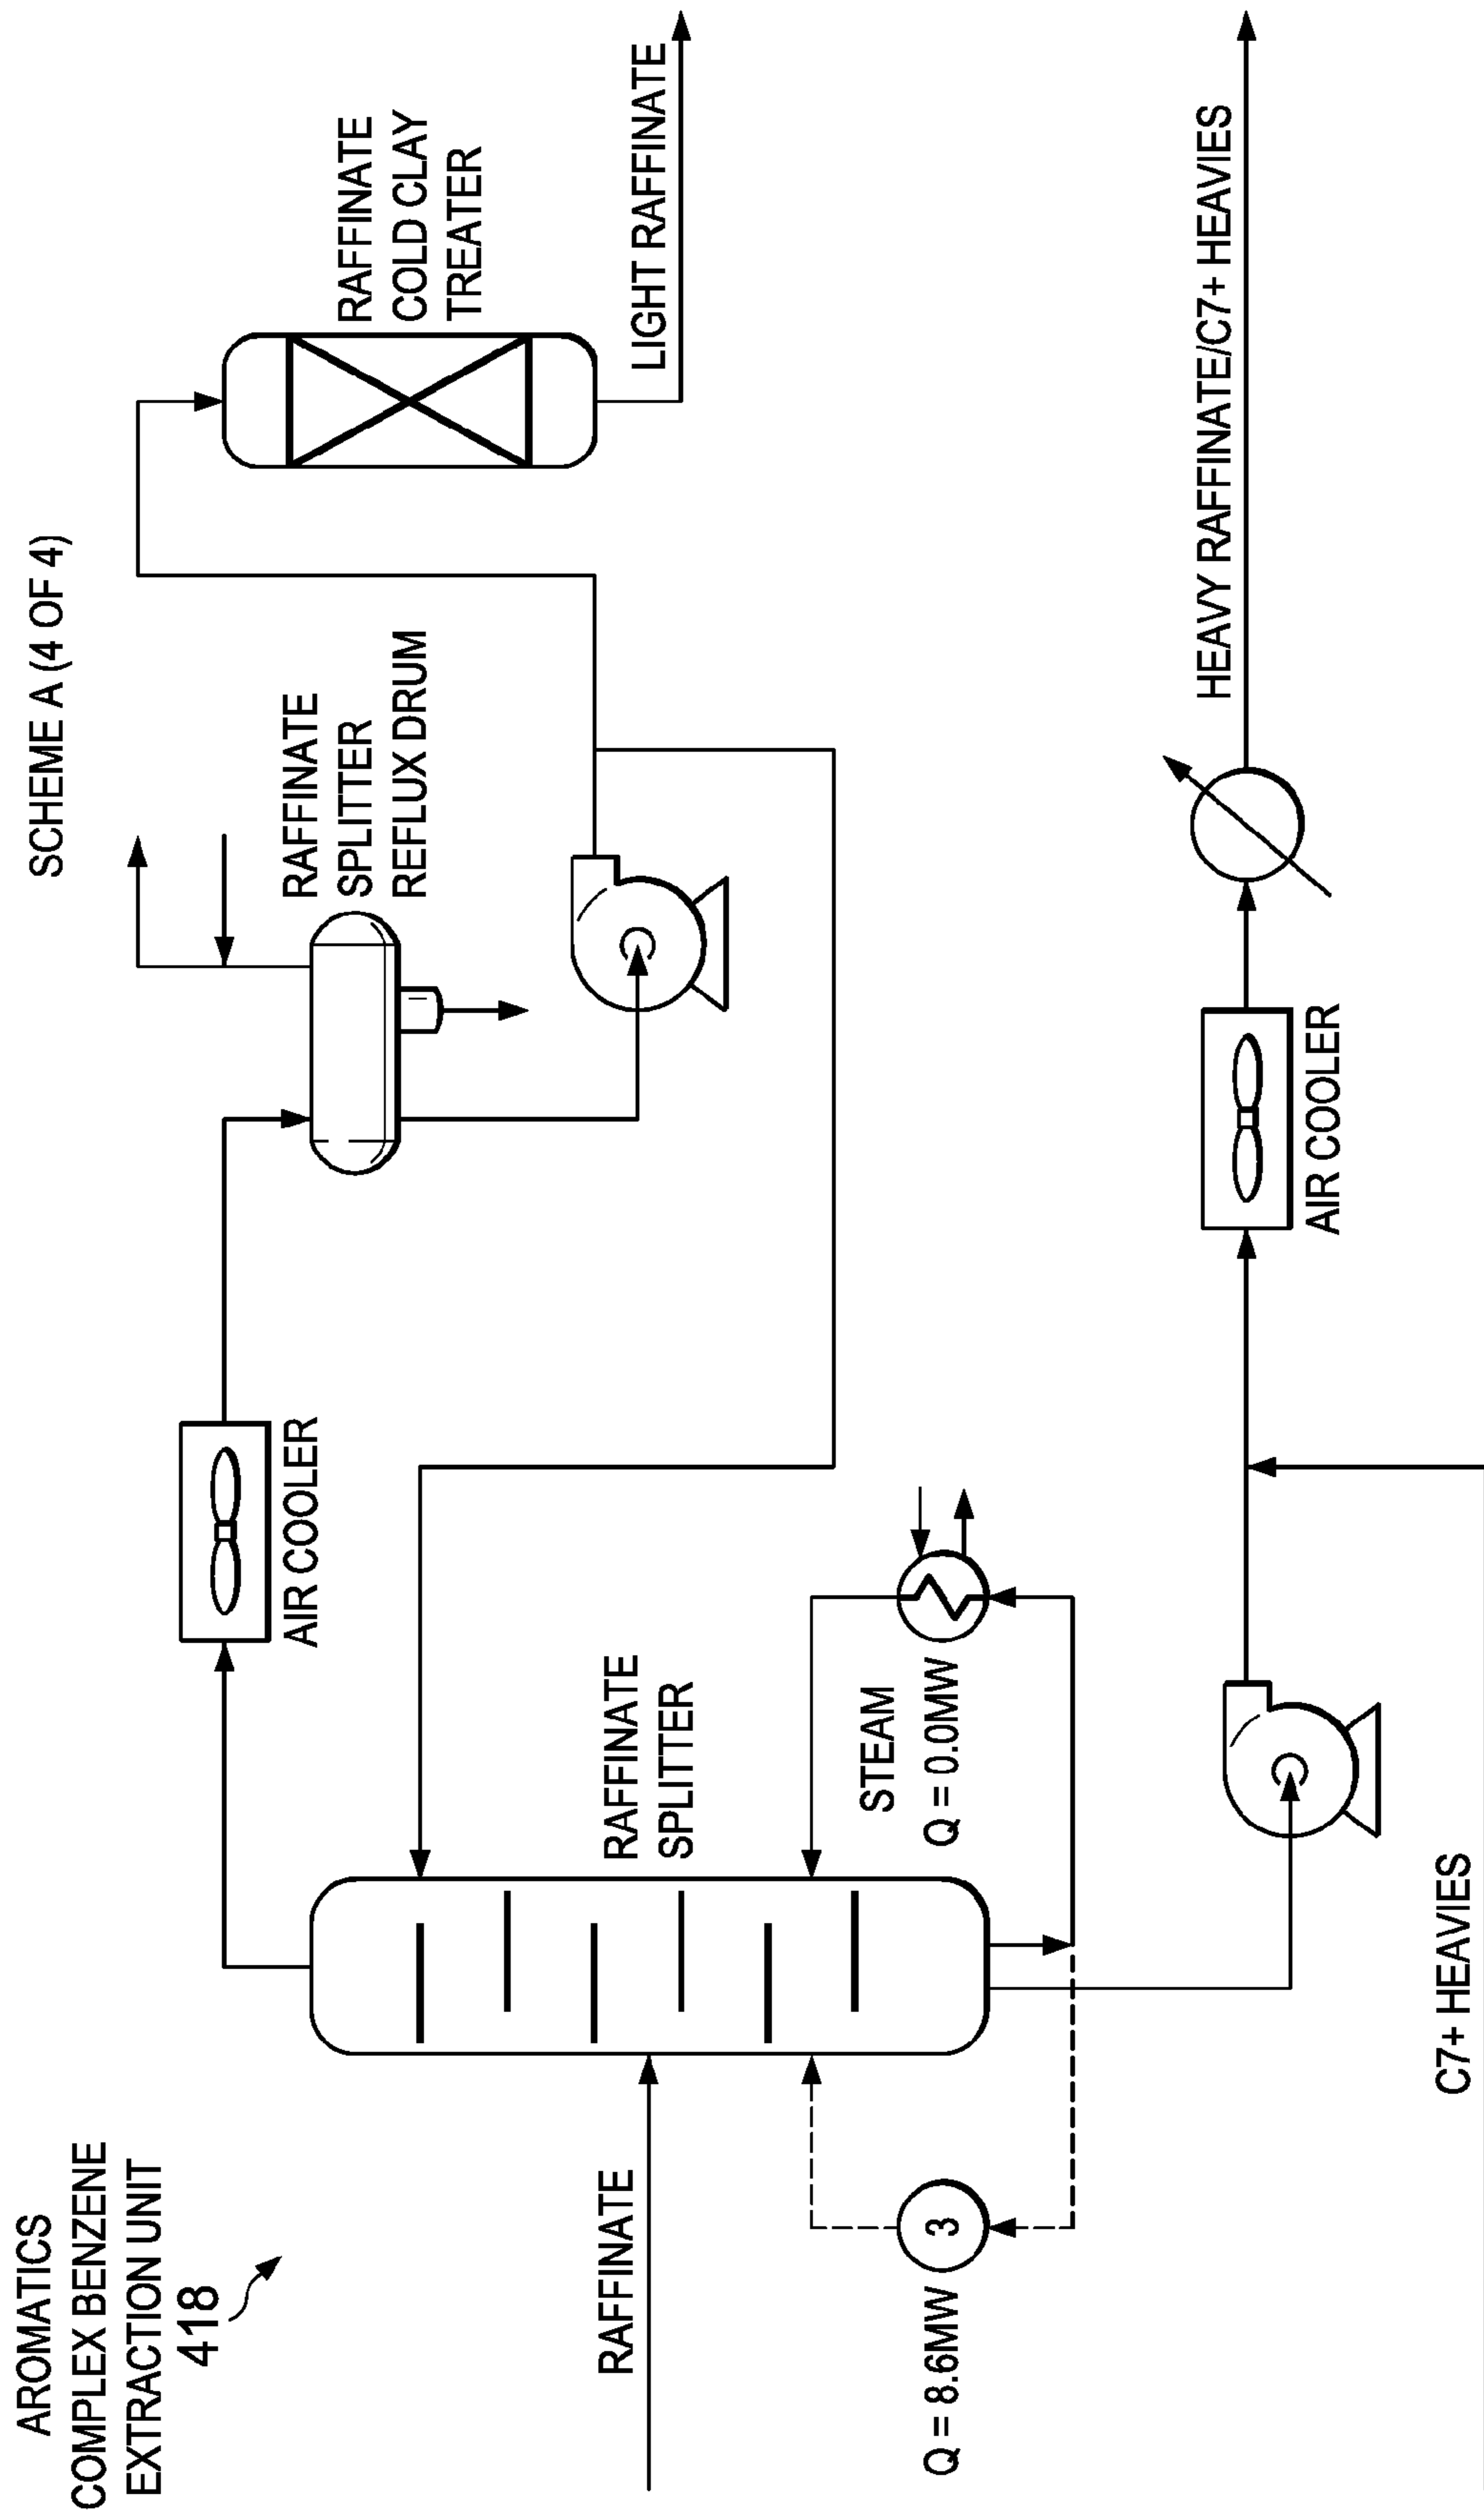 SCHEME A (4 OF 4)
AROMATICS
COMPLEX BENZENE
EXTRACTION UNIT
418
AIR COOLER
RAFFINATE
SPLITTER
REFLUX DRUM
RAFFINATE
COLD CLAY
TREATER
RAFFINATE
RAFFINATE
SPLITTER
LIGHT RAFFINATE
STEAM
Q = 0.0MW
3
Q = 8.6MW
HEAVY RAFFINATE/C7+ HEAVIES
AIR COOLER
C7+ HEAVIES